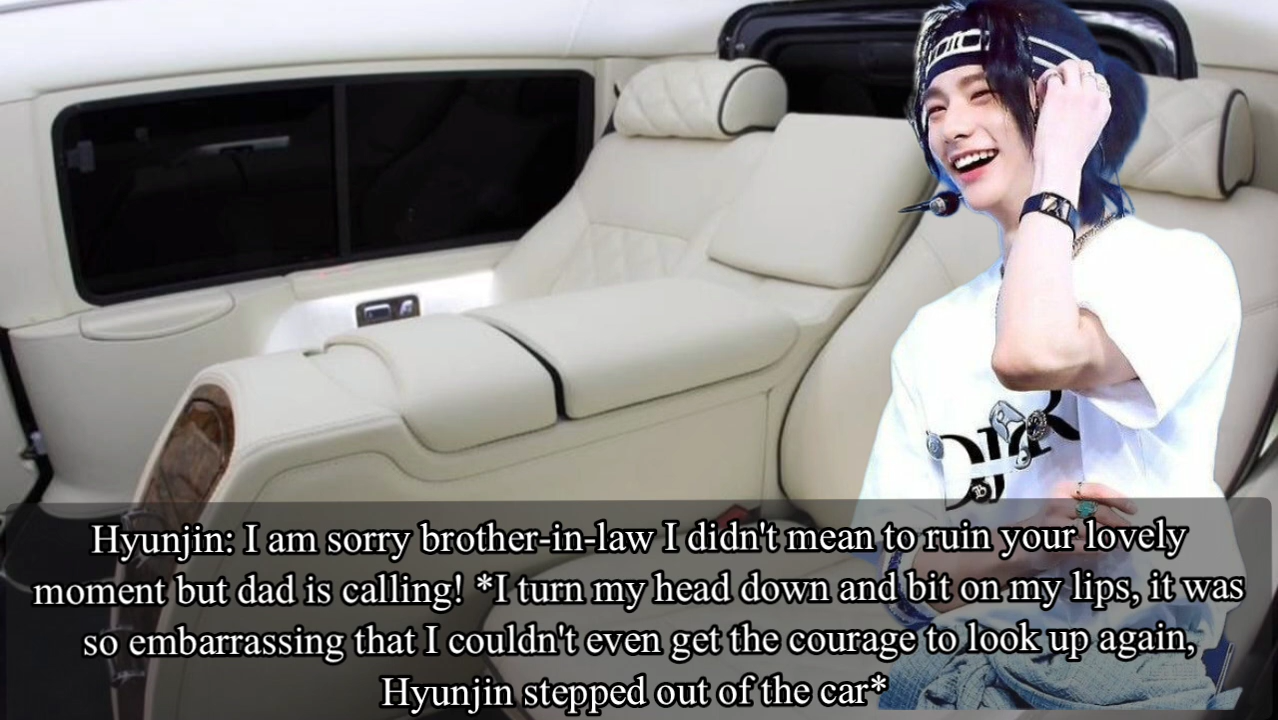 DIOR
Hyunjin: I am sorry brother-in-law I didn't mean to ruin your lovely
moment but dad is calling! *I turn my head down and bit on my lips, it was
so embarrassing that I couldn't even get the courage to look up again,
Hyunjin stepped out of the car*